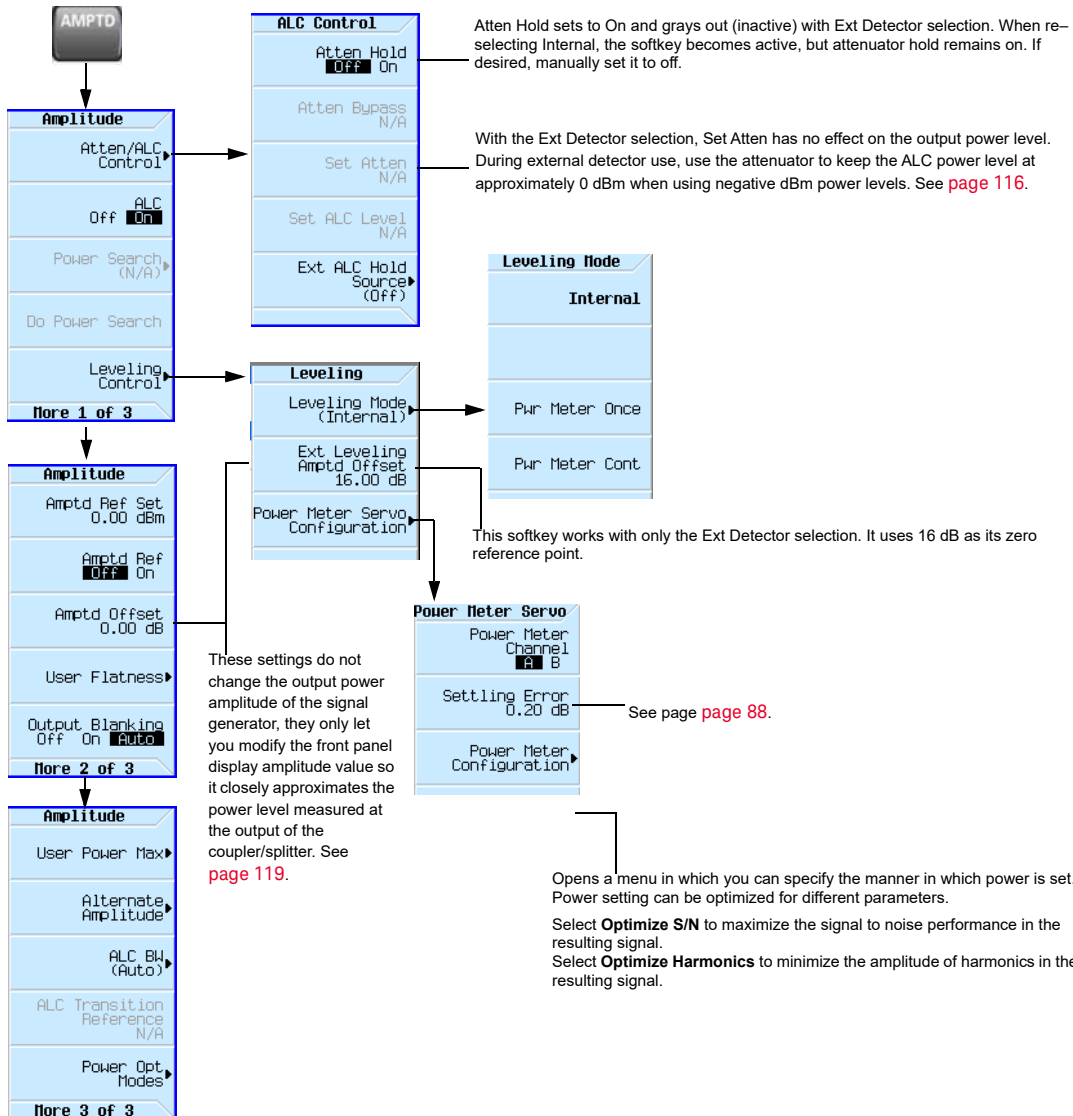 AMPTD
Amplitude
Atten/ALC
Control
ALC
Off On
Power Search
(N/A)
Do Power Search
Leveling
Control
More 1 of 3
ALC Control
Atten Hold
Off On
Atten Bypass
N/A
Set Atten
N/A
Set ALC Level
N/A
Ext ALC Hold
Source
(Off)
Atten Hold sets to On and grays out (inactive) with Ext Detector selection. When re–
selecting Internal, the softkey becomes active, but attenuator hold remains on. If
desired, manually set it to off.
With the Ext Detector selection, Set Atten has no effect on the output power level.
During external detector use, use the attenuator to keep the ALC power level at
approximately 0 dBm when using negative dBm power levels. See page 116.
Leveling Mode
Internal
Pwr Meter Once
Pwr Meter Cont
Leveling
Leveling Mode
(Internal)
Ext Leveling
Amptd Offset
16.00 dB
Power Meter Servo
Configuration
This softkey works with only the Ext Detector selection. It uses 16 dB as its zero
reference point.
Amplitude
Amptd Ref Set
0.00 dBm
Amptd Ref
Off On
Amptd Offset
0.00 dB
User Flatness
Output Blanking
Off On Auto
More 2 of 3
These settings do not
change the output power
amplitude of the signal
generator, they only let
you modify the front panel
display amplitude value so
it closely approximates the
power level measured at
the output of the
coupler/splitter. See
page 119.
Power Meter Servo
Power Meter
Channel
A B
Settling Error
0.20 dB
Power Meter
Configuration
See page page 88.
Amplitude
User Power Max
Alternate
Amplitude
ALC BW
(Auto)
ALC Transition
Reference
N/A
Power Opt
Modes
More 3 of 3
Opens a menu in which you can specify the manner in which power is set.
Power setting can be optimized for different parameters.
Select Optimize S/N to maximize the signal to noise performance in the
resulting signal.
Select Optimize Harmonics to minimize the amplitude of harmonics in the
resulting signal.